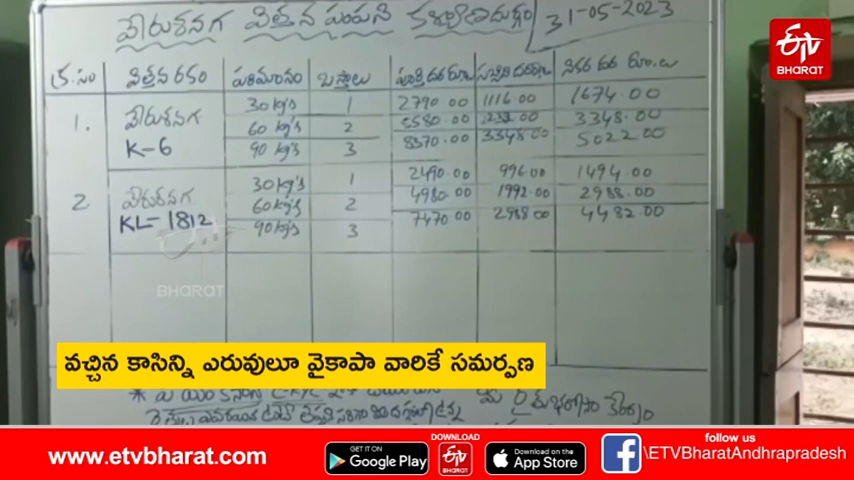 వేరుశనగ విత్తన పంపిణి కళ్యాణదుర్గం 31-05-2023
క్ర.సం విత్తన రకం పరిమానం బస్తాలు పూర్తి ధర రూ సబ్సిడి ధర నికర ధర రూ.లు
1. వేరుశనగ K-6
30 kg's 1 2790.00 1116.00 1674.00
60 kg's 2 5580.00 3348.00
90 kg's 3 8370.00 3348.00 5022.00
2 వేరుశనగ KL-1812
30 kg's 1 2490.00 996.00 1494.00
60 kg's 2 4980.00 1992.00 2988.00
90 kg's 3 7470.00 2988.00 4482.00
ETV BHARAT
BHARAT
వచ్చిన కాసిన్ని ఎరువులూ వైకాపా వారికే సమర్పణ
www.etvbharat.com
GET IT ON Google Play
DOWNLOAD ETV BHARAT
Download on the App Store
follow us
\ETVBharatAndhrapradesh